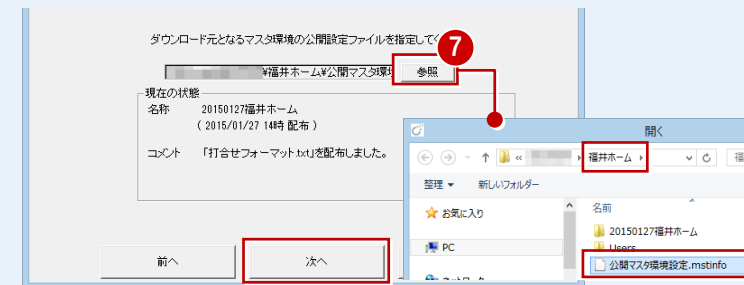 ダウンロード元となるマスタ環境の公開設定ファイルを指定して
7
¥福井ホーム¥公開マスタ環境
参照
現在の状態
名称 20150127福井ホーム
( 2015/01/27 14時 配布 )
コメント 「打合せフォーマット.txt」を配布しました。
前へ
次へ
開く
« 福井ホーム
福
整理 新しいフォルダー
お気に入り
PC
名前
20150127福井ホーム
Users
公開マスタ環境設定.mstinfo